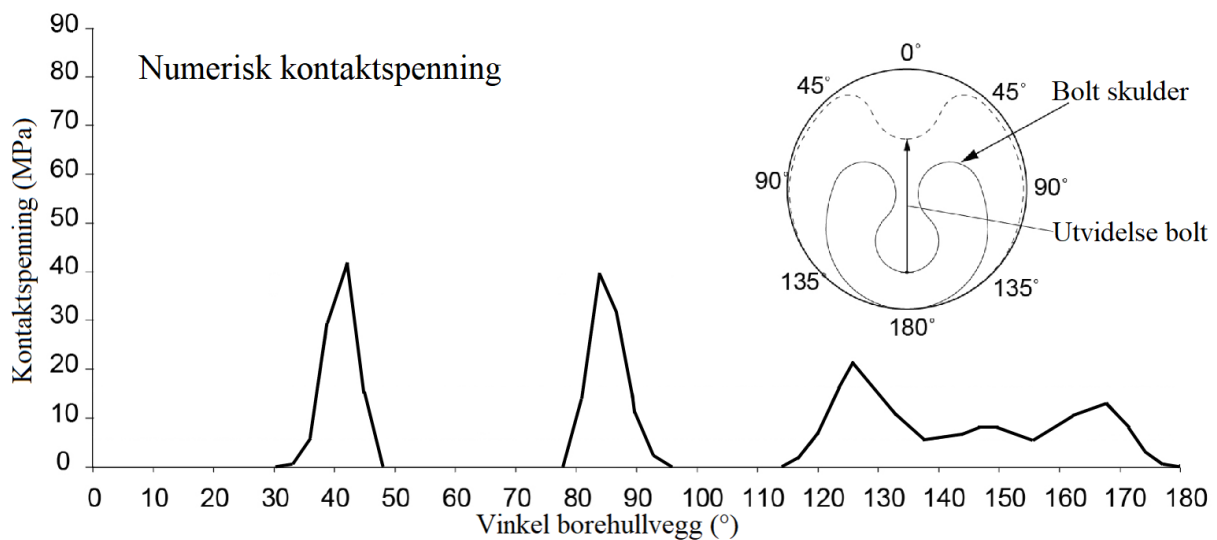 Numerisk kontaktspenning
Kontaktspenning (MPa)
90
80
70
60
50
40
30
20
10
0
0 10 20 30 40 50 60 70 80 90 100 110 120 130 140 150 160 170 180
Vinkel borehullvegg (°)
0°
45° 45°
Bolt skulder
90° 90°
Utvidelse bolt
135° 135°
180°